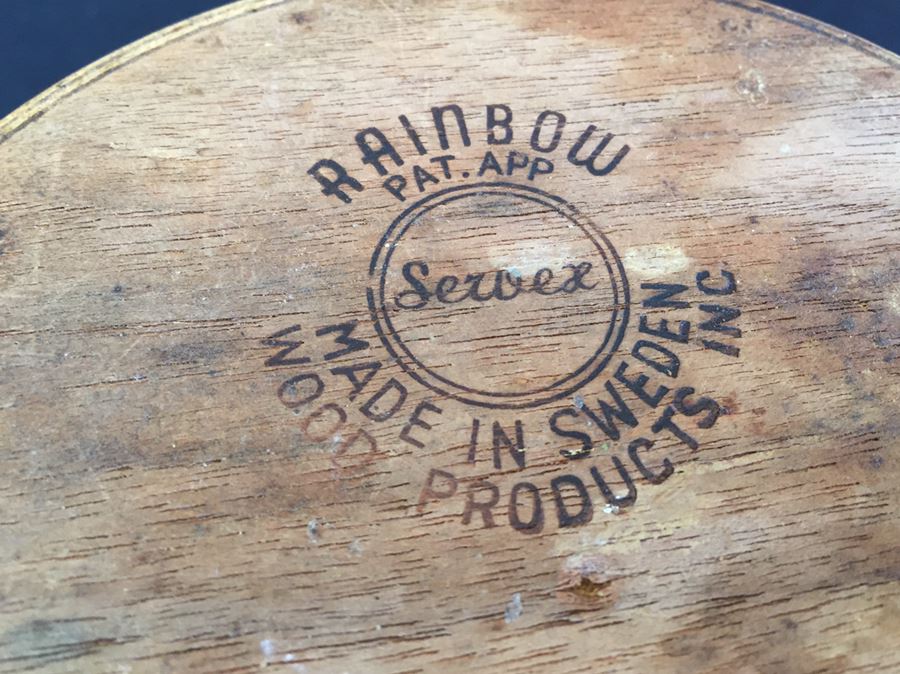 RAINBOW
PAT. APP
Servex
MADE IN SWEDEN
WOOD PRODUCTS INC